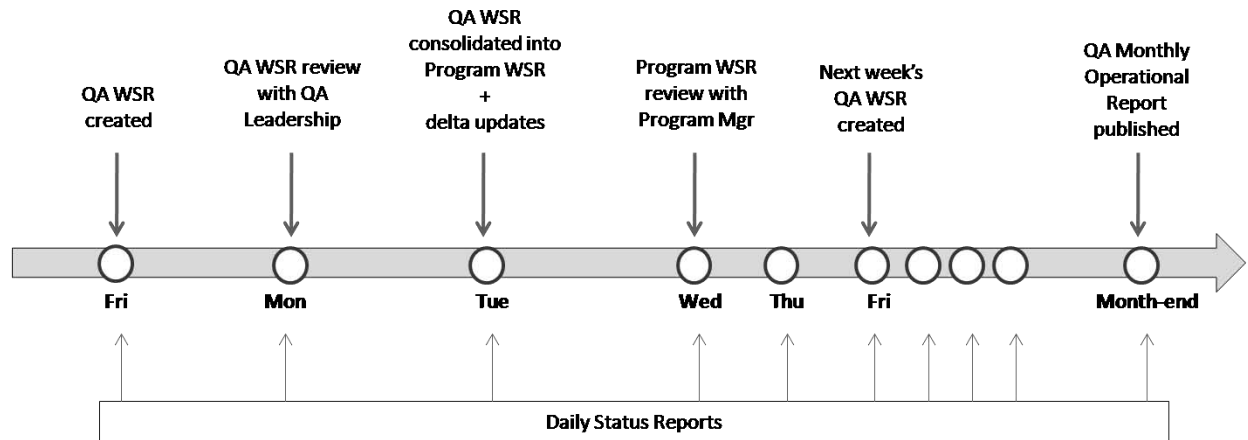 QA WSR
created
QA WSR review
with QA
Leadership
QA WSR
consolidated into
Program WSR
+
delta updates
Program WSR
review with
Program Mgr
Next week's
QA WSR
created
QA Monthly
Operational
Report
published
Fri
Mon
Tue
Wed
Thu
Fri
Month-end
Daily Status Reports